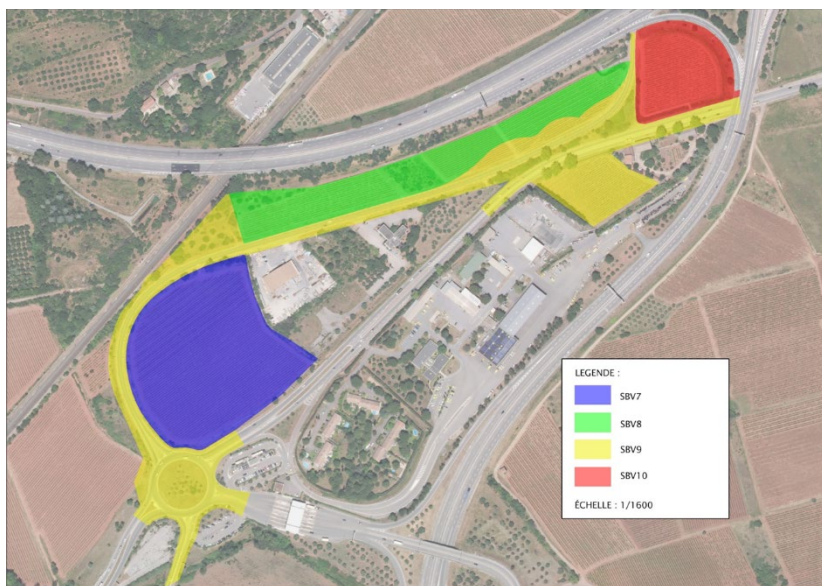 LEGENDE :
SBV7
SBV8
SBV9
SBV10
ÉCHELLE : 1/1600